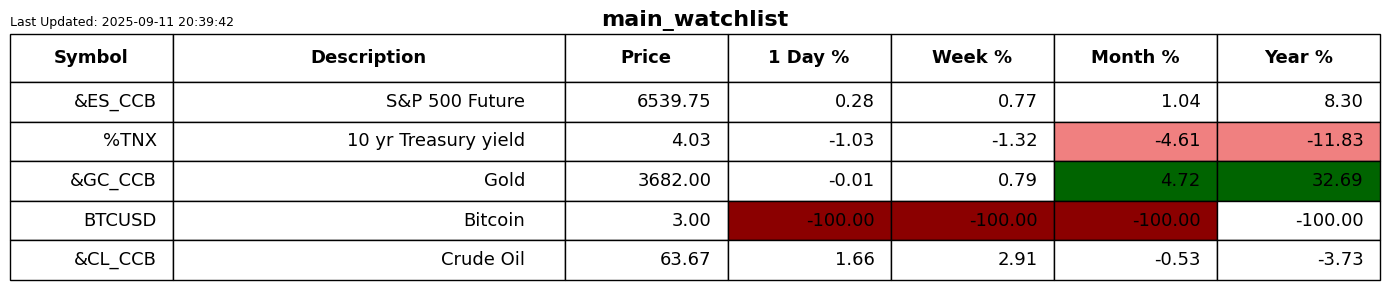 Last Updated: 2025-09-11 20:39:42
main_watchlist
Symbol Description Price 1 Day % Week % Month % Year %
&ES_CCB S&P 500 Future 6539.75 0.28 0.77 1.04 8.30
%TNX 10 yr Treasury yield 4.03 -1.03 -1.32 -4.61 -11.83
&GC_CCB Gold 3682.00 -0.01 0.79 4.72 32.69
BTCUSD Bitcoin 3.00 -100.00 -100.00 -100.00 -100.00
&CL_CCB Crude Oil 63.67 1.66 2.91 -0.53 -3.73